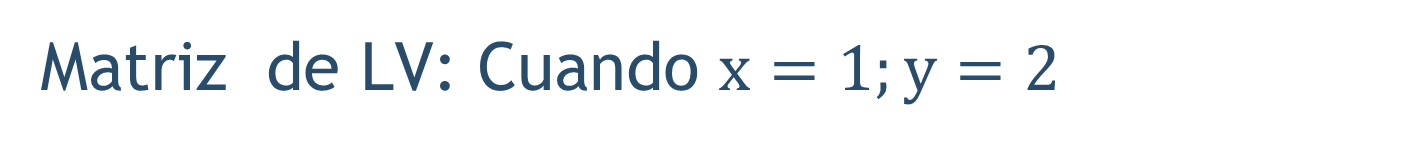 Matriz de LV: Cuando x = 1; y = 2